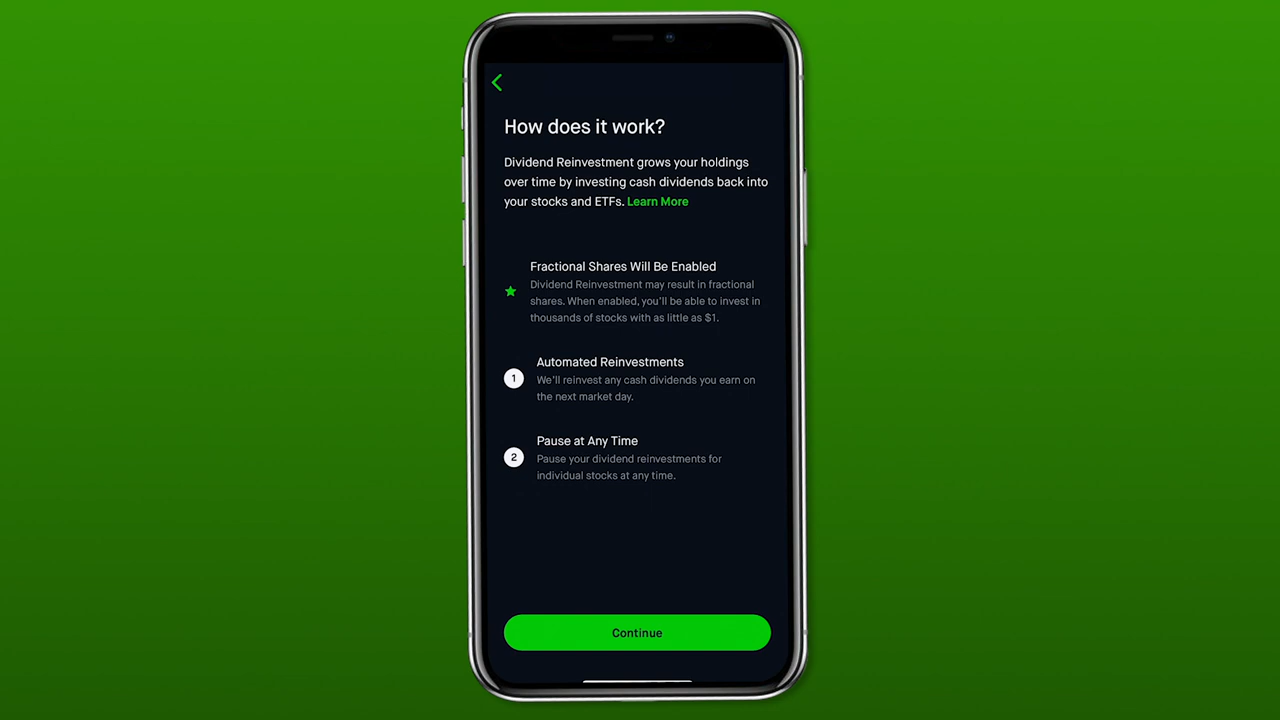 How does it work?
Dividend Reinvestment grows your holdings
over time by investing cash dividends back into
your stocks and ETFs. Learn More
Fractional Shares Will Be Enabled
Dividend Reinvestment may result in fractional
shares. When enabled, you'll be able to invest in
thousands of stocks with as little as $1.
1
Automated Reinvestments
We'll reinvest any cash dividends you earn on
the next market day.
2
Pause at Any Time
Pause your dividend reinvestments for
individual stocks at any time.
Continue